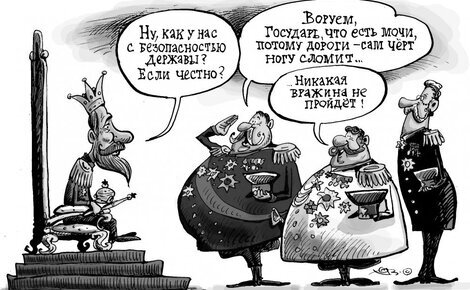 Ну, как у нас
с безопасностью
державы?
Если честно?
Воруем,
Государь, что есть мочи,
потому дороги – сам чёрт
ногу сломит...
...Никакая
вражина не
пройдёт!